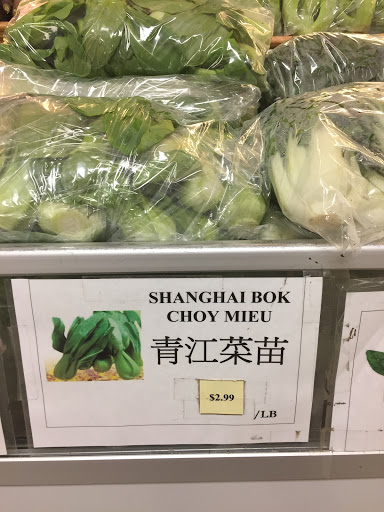 SHANGHAI BOK
CHOY MIEU
青江菜苗
$2.99
/LB